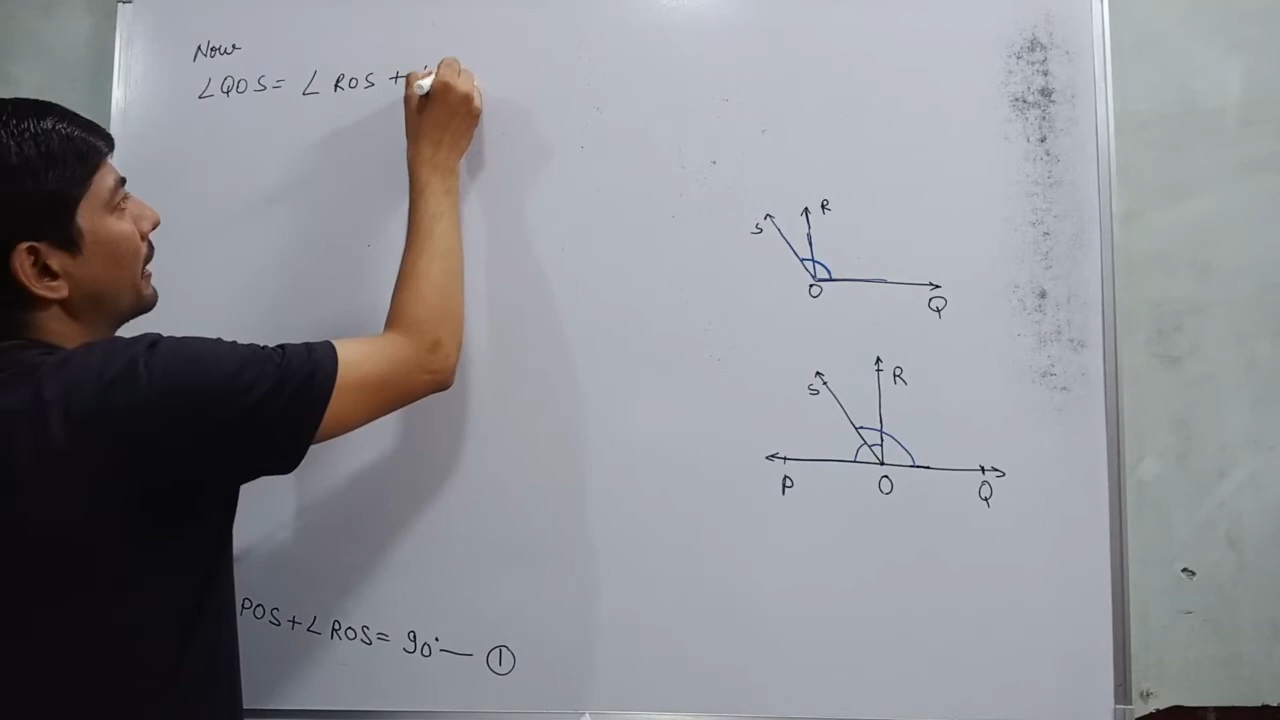 Now
∠QOS = ∠ROS +
R
S
O
Q
R
S
P
O
Q
POS + ∠ROS = 90° — ①